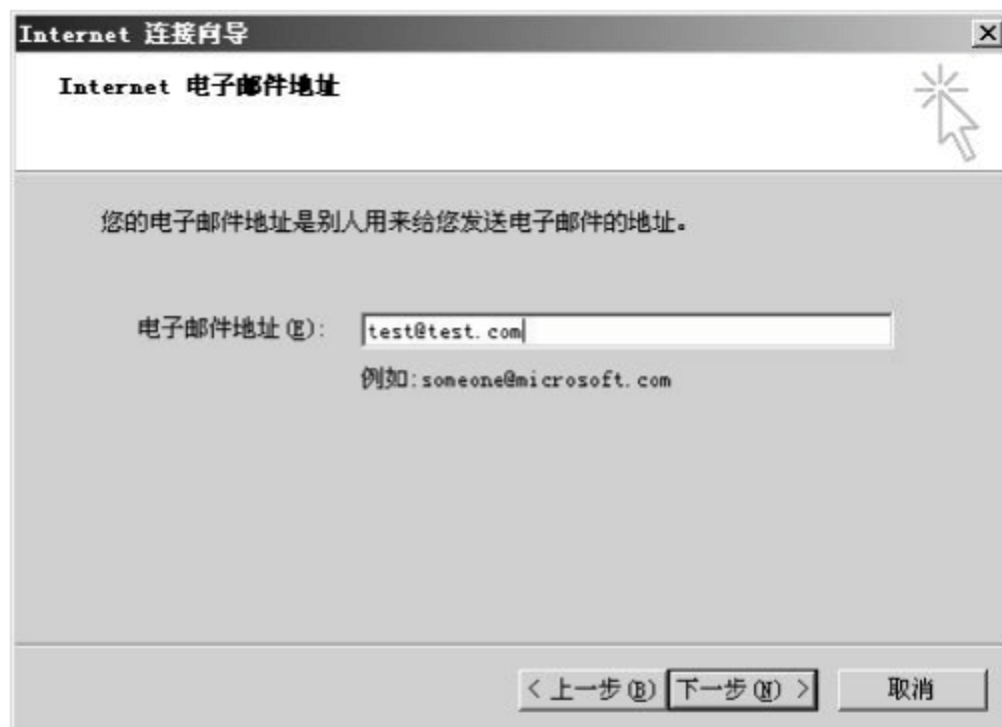 Internet 连接向导
Internet 电子邮件地址
您的电子邮件地址是别人用来给您发送电子邮件的地址。
电子邮件地址(E): test@test.com
例如:someone@microsoft.com
< 上一步(B) 下一步(N) > 取消